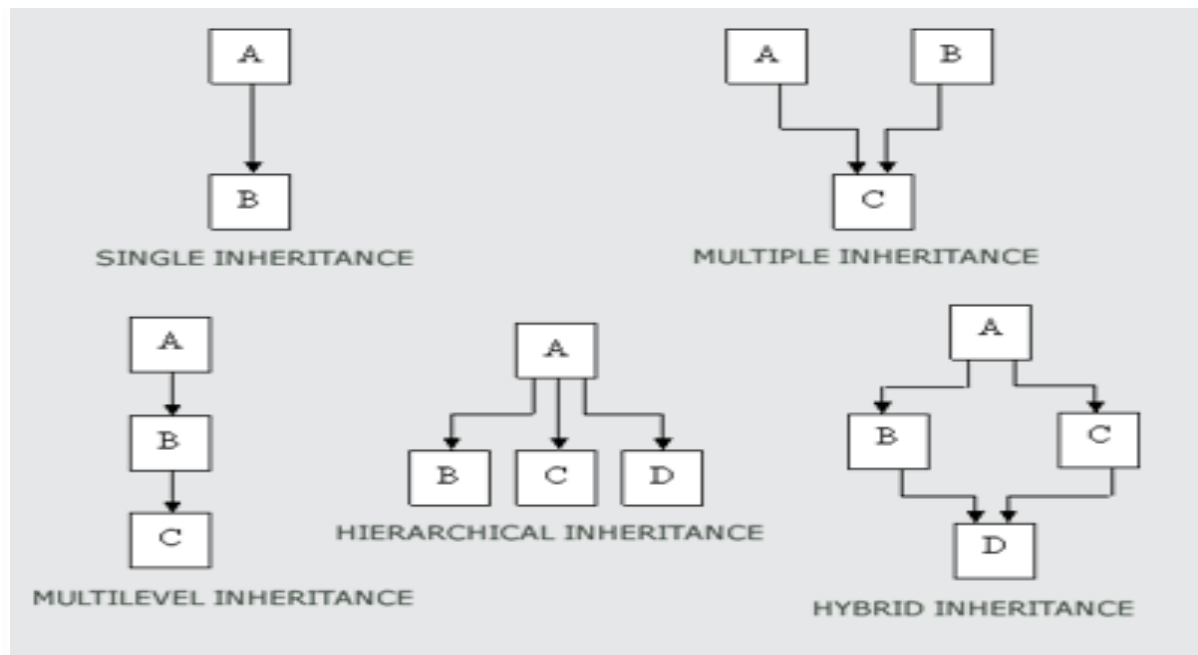 A
B
SINGLE INHERITANCE
A B
C
MULTIPLE INHERITANCE
A
B
C
MULTILEVEL INHERITANCE
A
B C D
HIERARCHICAL INHERITANCE
A
B C
D
HYBRID INHERITANCE